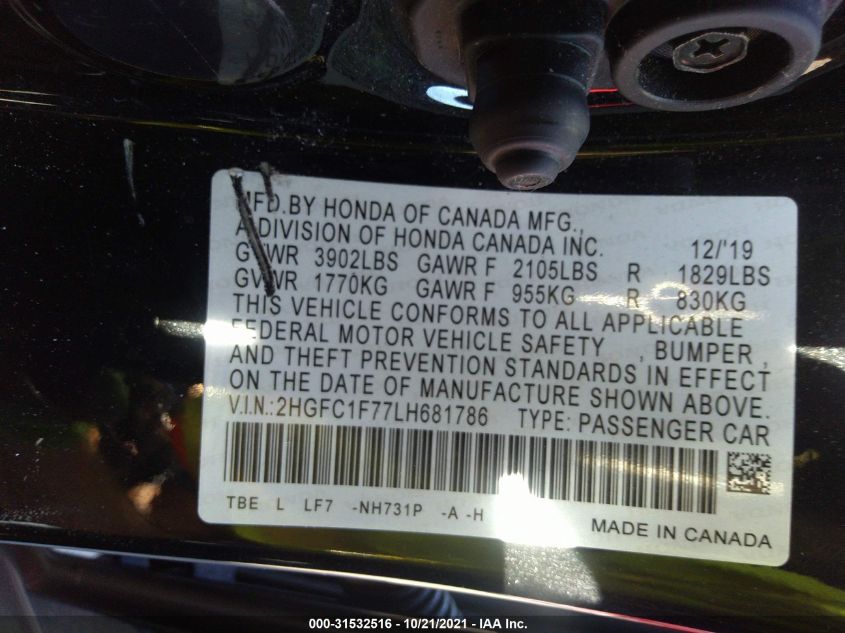 MFD.BY HONDA OF CANADA MFG.,
A DIVISION OF HONDA CANADA INC. 12/'19
GVWR 3902LBS GAWR F 2105LBS R 1829LBS
GVWR 1770KG GAWR F 955KG R 830KG
THIS VEHICLE CONFORMS TO ALL APPLICABLE
FEDERAL MOTOR VEHICLE SAFETY , BUMPER ,
AND THEFT PREVENTION STANDARDS IN EFFECT
ON THE DATE OF MANUFACTURE SHOWN ABOVE.
V.I.N.:2HGFC1F77LH681786 TYPE: PASSENGER CAR
TBE L LF7 -NH731P -A -H
MADE IN CANADA
000-31532516 - 10/21/2021 - IAA Inc.